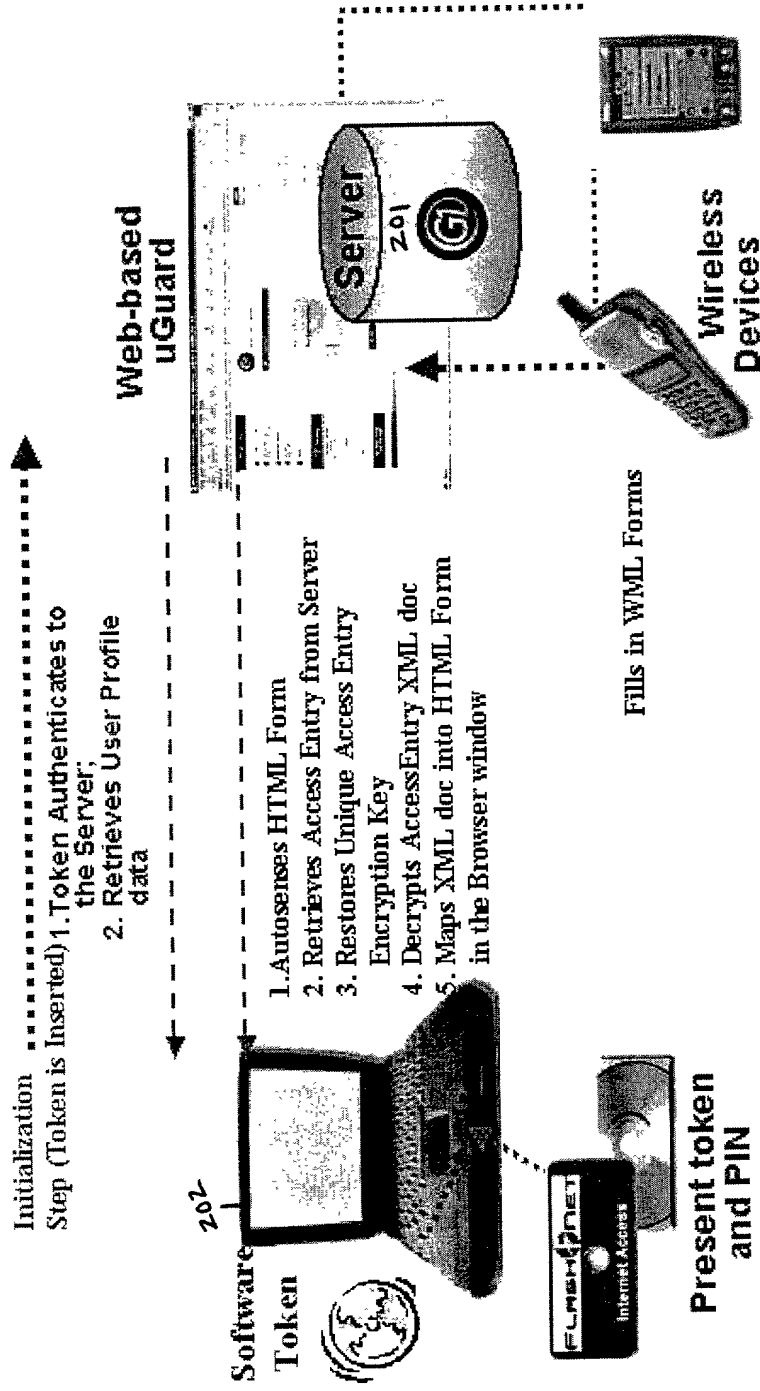 Initialization
Step (Token is Inserted) 1. Token Authenticates to
the Server;
2. Retrieves User Profile
data
Web-based
uGuard
Server
201
G
202
Software
Token
1. Autosenses HTML Form
2. Retrieves Access Entry from Server
3. Restores Unique Access Entry
Encryption Key
4. Decrypts AccessEntry XML doc
5. Maps XML doc into HTML Form
in the Browser window
Fills in WML Forms
FLASH NET
Internet Access
Present token
and PIN
Wireless
Devices